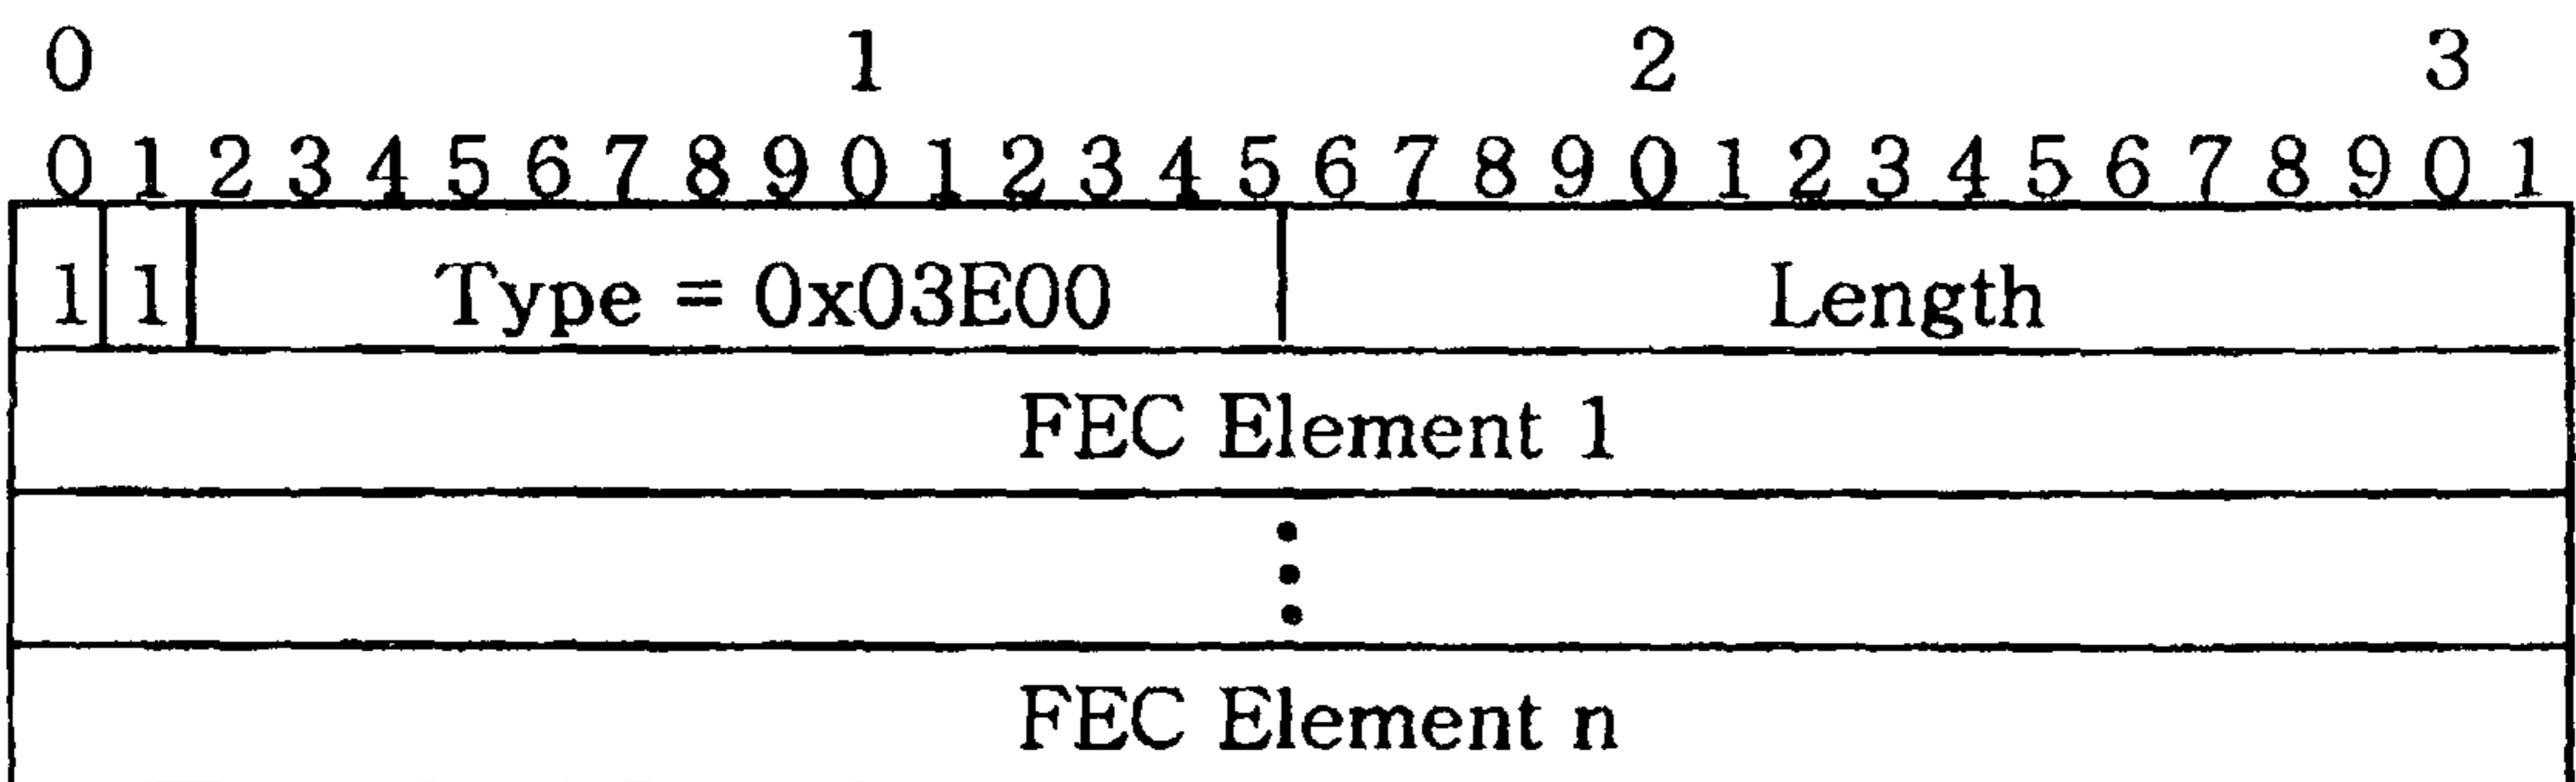 0 1 2 3
0 1 2 3 4 5 6 7 8 9 0 1 2 3 4 5 6 7 8 9 0 1 2 3 4 5 6 7 8 9 0 1
1 1 Type = 0x03E00 Length
FEC Element 1
FEC Element n